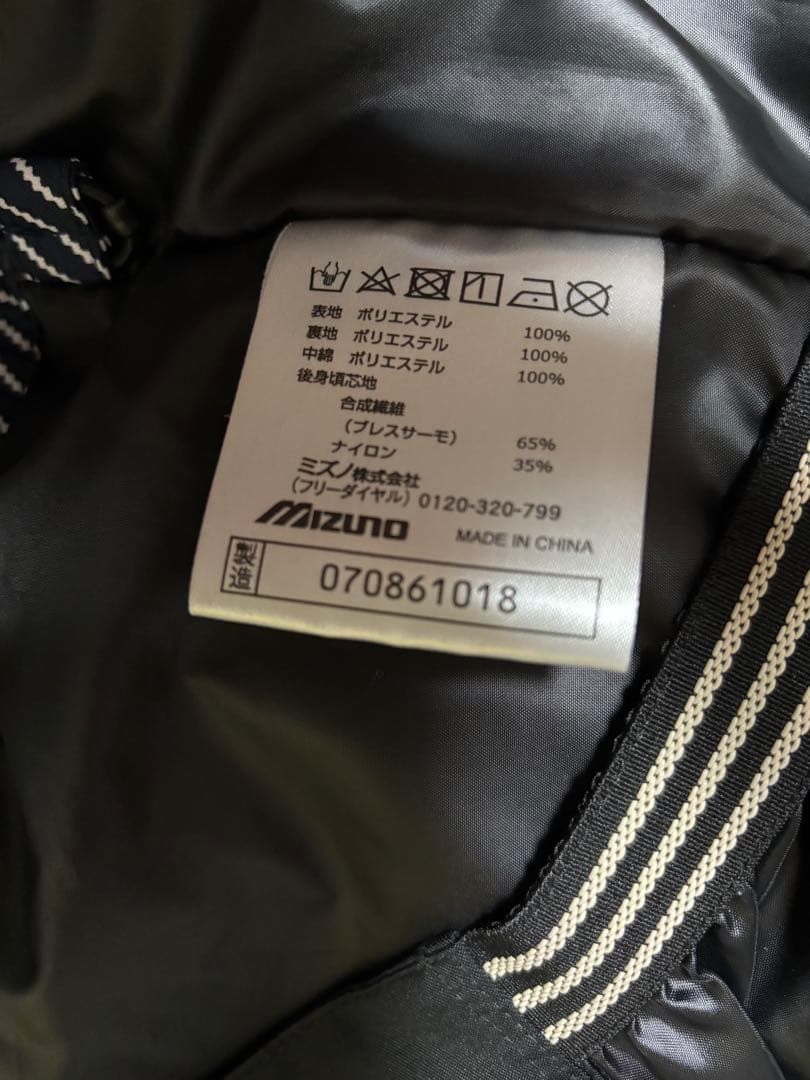 表地 ポリエステル 100%
裏地 ポリエステル 100%
中綿 ポリエステル 100%
後身頃芯地
合成繊維
(ブレスサーモ) 65%
ナイロン 35%
ミズノ株式会社
(フリーダイヤル) 0120-320-799
MIZUNO MADE IN CHINA
070861018